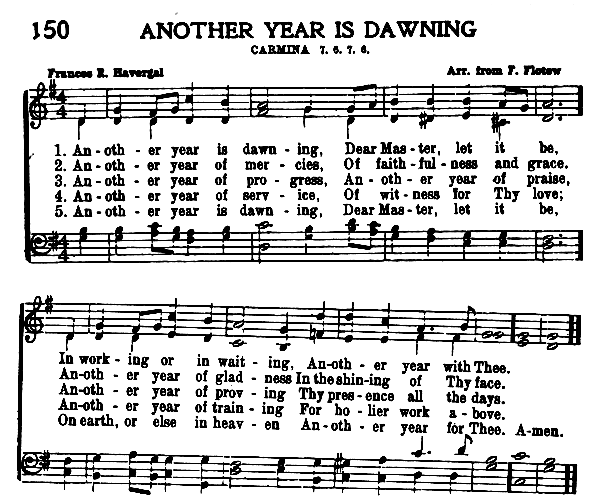 150 ANOTHER YEAR IS DAWNING
CARMINA 7. 6. 7. 6.
Frances R. Havergal Arr. from F. Flotow
1. An-oth-er year is dawn-ing, Dear Mas-ter, let it be,
2. An-oth-er year of mer-cies, Of faith-ful-ness and grace.
3. An-oth-er year of pro-gress, An-oth-er year of praise,
4. An-oth-er year of serv-ice, Of wit-ness for Thy love;
5. An-oth-er year is dawn-ing, Dear Mas-ter, let it be,
In work-ing or in wait-ing, An-oth-er year with Thee.
An-oth-er year of glad-ness In the shin-ing of Thy face.
An-oth-er year of prov-ing Thy pres-ence all the days.
An-oth-er year of train-ing For ho-lier work a-bove.
On earth, or else in heav-en An-oth-er year for Thee. A-men.